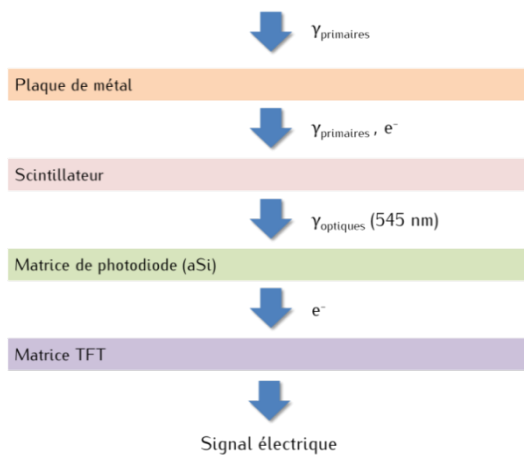 γprimaires
Plaque de métal
γprimaires , e⁻
Scintillateur
γoptiques (545 nm)
Matrice de photodiode (aSi)
e⁻
Matrice TFT
Signal électrique